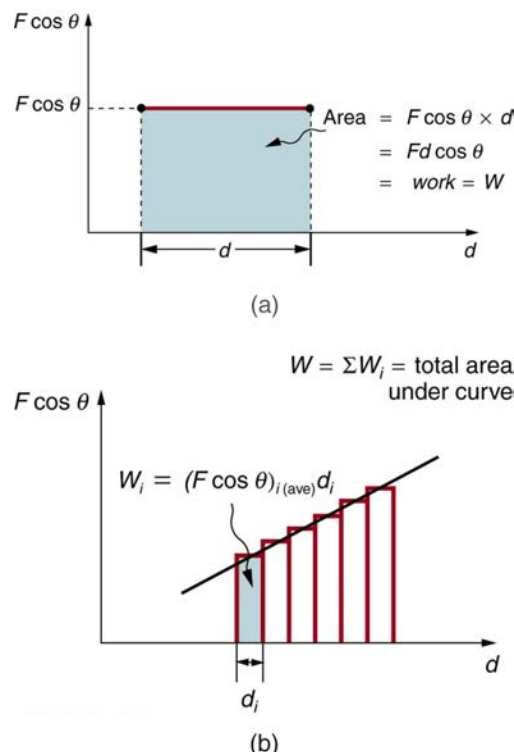 F cos θ
F cos θ
Area = F cos θ × d
= Fd cos θ
= work = W
d
d
(a)
W = ΣWᵢ = total area
under curve
F cos θ
Wᵢ = (F cos θ)ᵢ₍ₐᵥₑ₎dᵢ
d
dᵢ
(b)